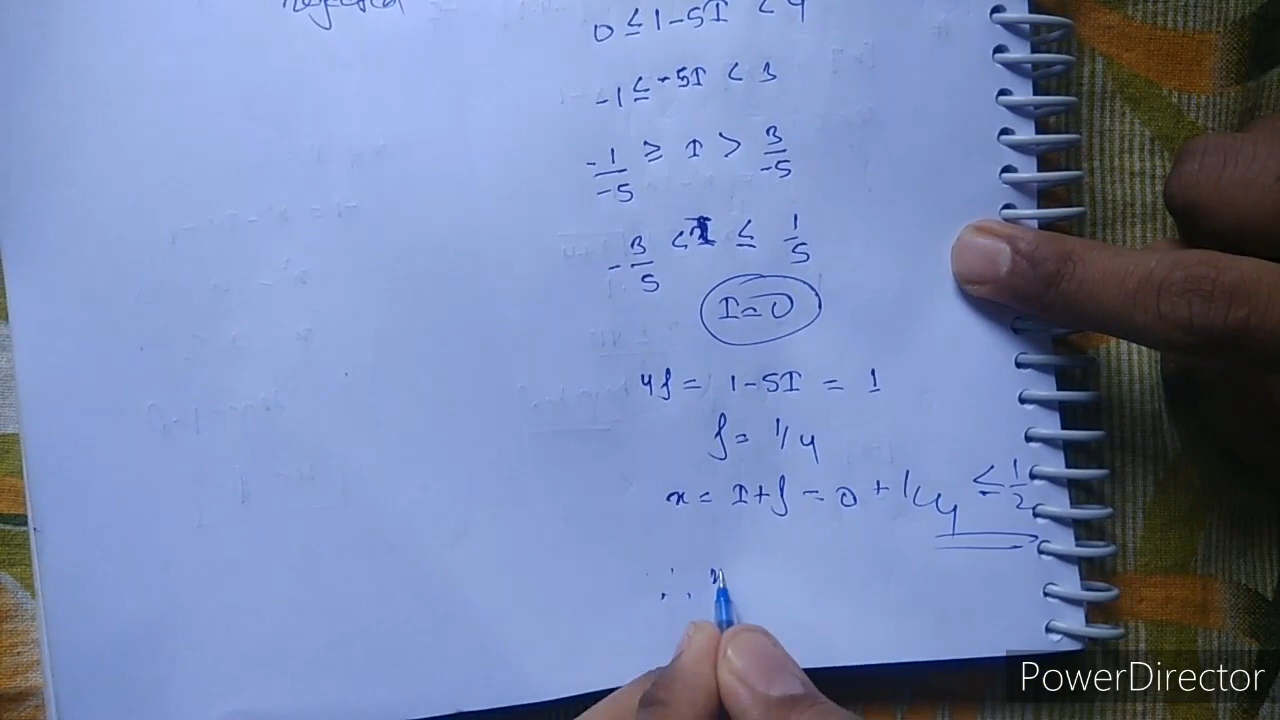 rejected
0 ≤ 1-5I < 4
-1 ≤ -5I < 3
-1/-5 ≥ I > 3/-5
-3/5 < I ≤ 1/5
I=0
4f = 1-5I = 1
f = 1/4
x = I+f = 0 + 1/4 ≤ 1/2
∴ x
PowerDirector